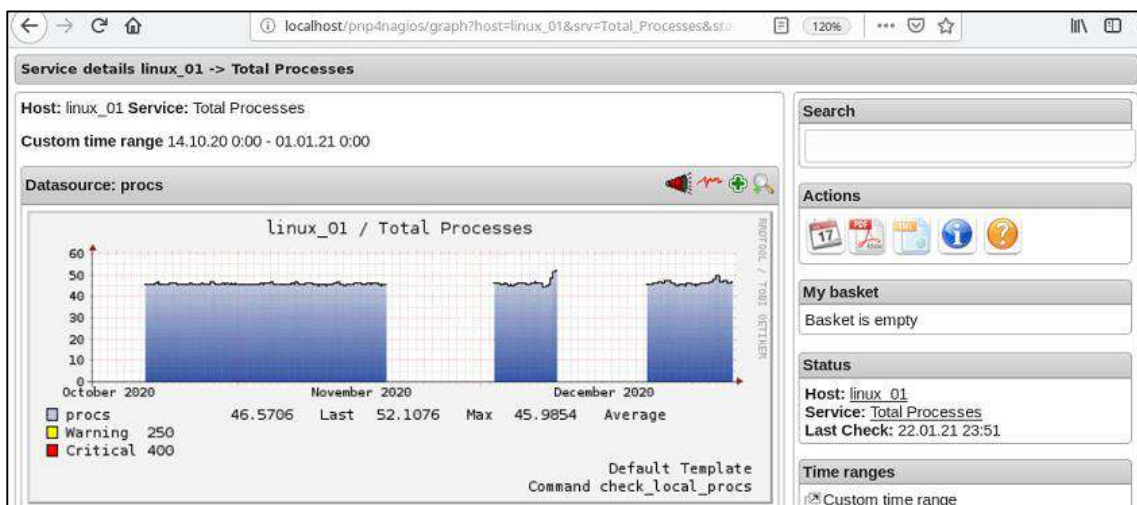 localhost/pnp4nagios/graph?host=linux_01&srv=Total_Processes&sta
120%
Service details linux_01 -> Total Processes
Host: linux_01 Service: Total Processes
Custom time range 14.10.20 0:00 - 01.01.21 0:00
Datasource: procs
linux_01 / Total Processes
RRDTOOL / TOBI OETIKER
60
50
40
30
20
10
0
October 2020 November 2020 December 2020
procs 46.5706 Last 52.1076 Max 45.9854 Average
Warning 250
Critical 400
Default Template
Command check_local_procs
Search
Actions
17
PDF
XML
My basket
Basket is empty
Status
Host: linux_01
Service: Total Processes
Last Check: 22.01.21 23:51
Time ranges
Custom time range